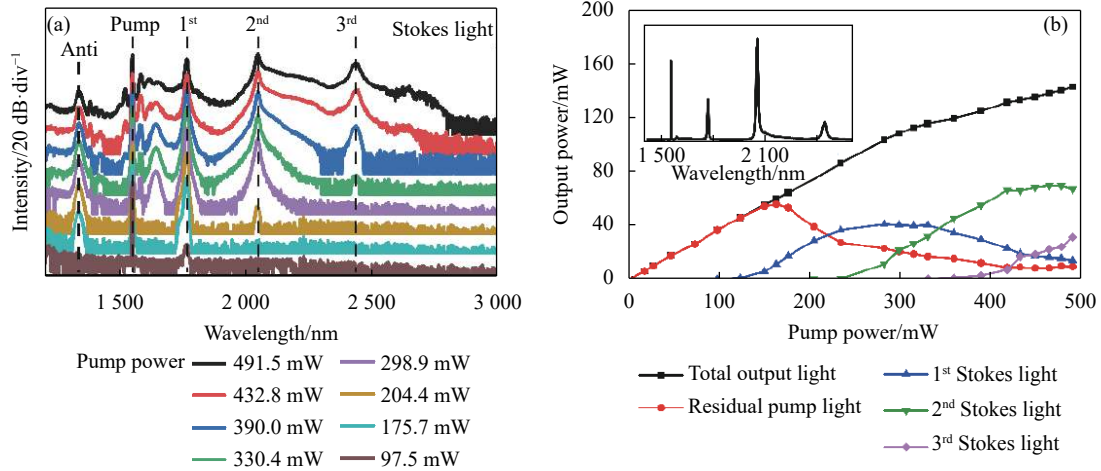 (a)
Pump 1st 2nd 3rd Stokes light
Anti
Intensity/20 dB·div−1
1 500 2 000 2 500 3 000
Wavelength/nm
Pump power
491.5 mW 298.9 mW
432.8 mW 204.4 mW
390.0 mW 175.7 mW
330.4 mW 97.5 mW
(b)
200
160
120
80
40
0
Output power/mW
1 500 2 100
Wavelength/nm
0 100 200 300 400 500
Pump power/mW
Total output light 1st Stokes light
Residual pump light 2nd Stokes light
3rd Stokes light